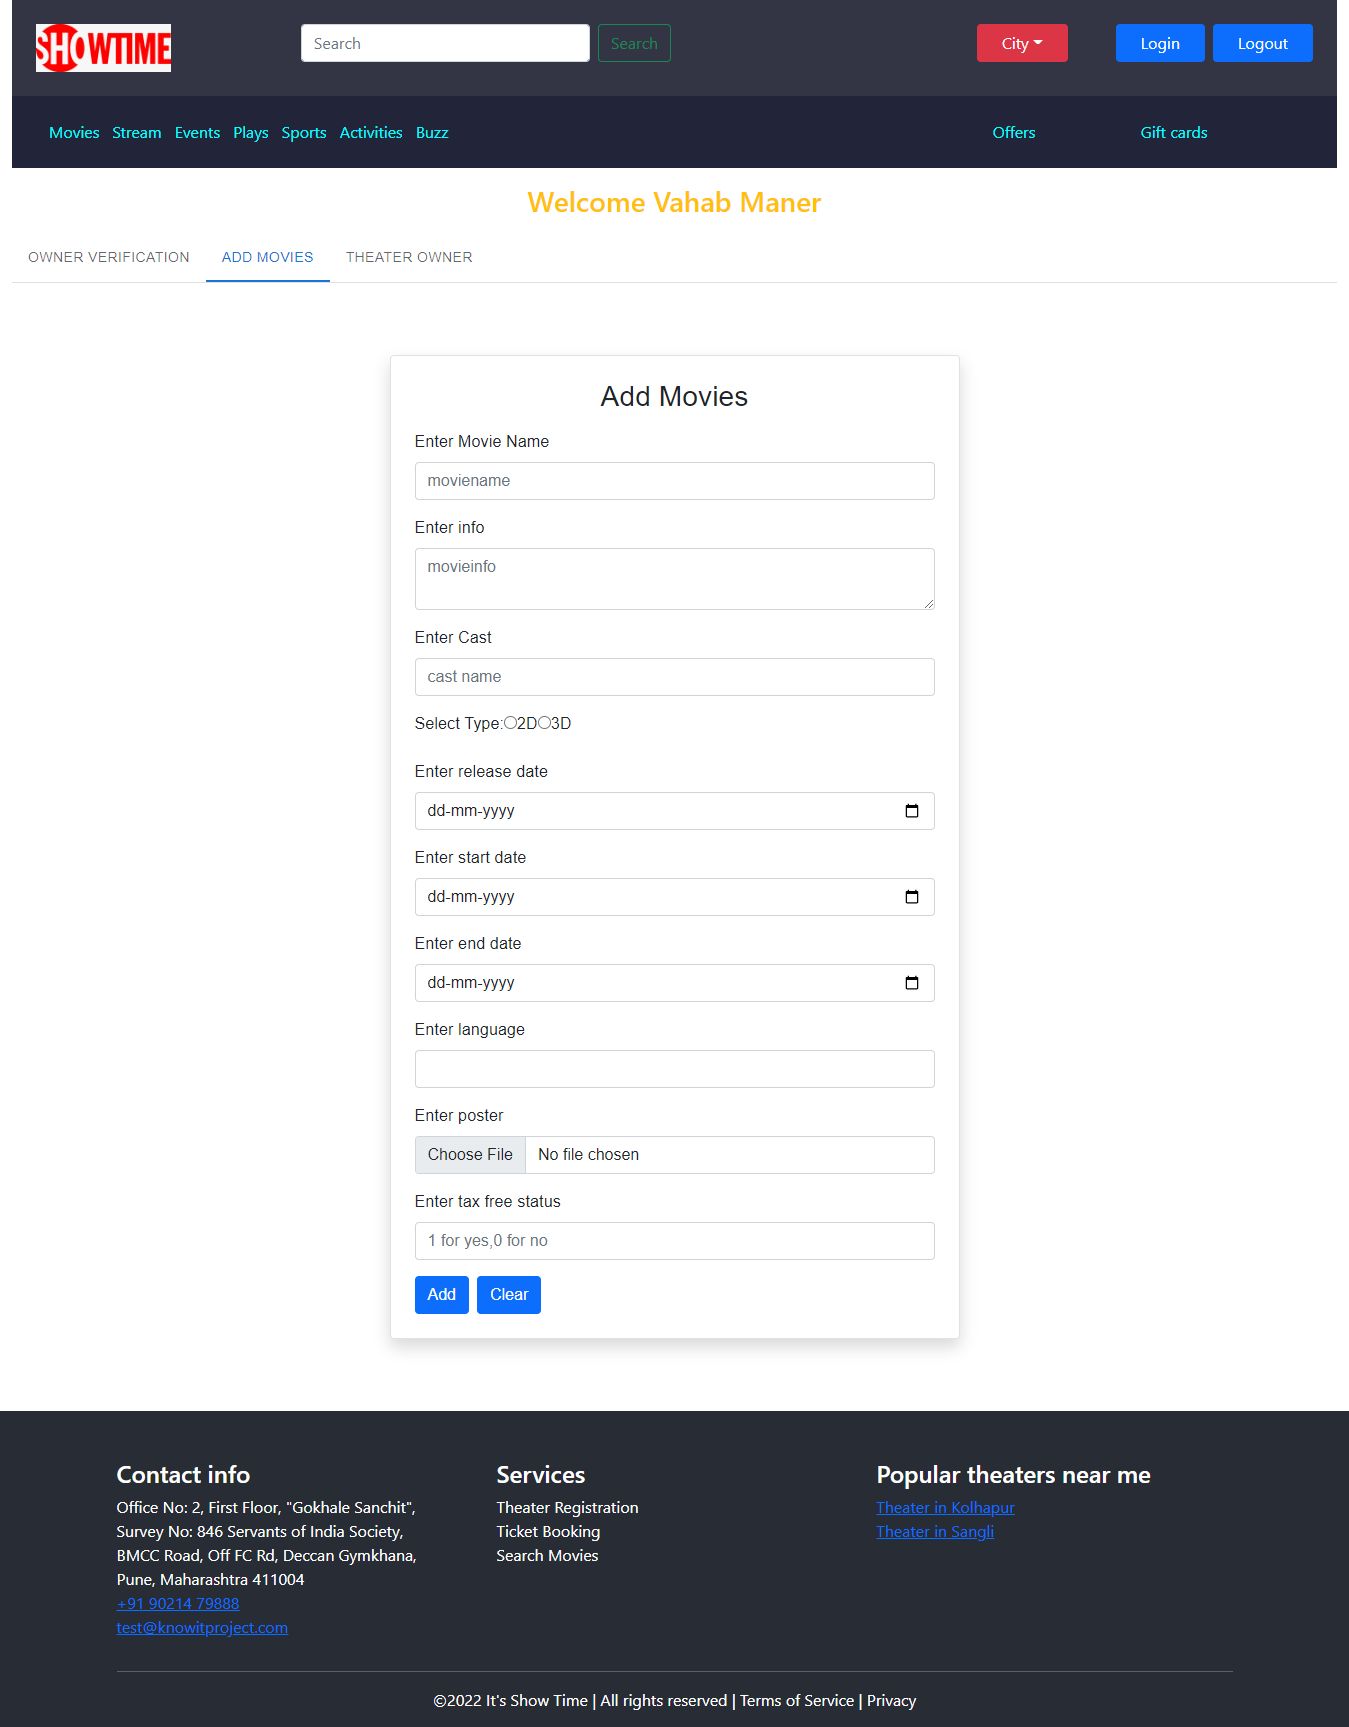 SHOWTIME Search Search City Login Logout
Movies Stream Events Plays Sports Activities Buzz Offers Gift cards
Welcome Vahab Maner
OWNER VERIFICATION ADD MOVIES THEATER OWNER
Add Movies
Enter Movie Name
moviename
Enter info
movieinfo
Enter Cast
cast name
Select Type:2D3D
Enter release date
dd-mm-yyyy
Enter start date
dd-mm-yyyy
Enter end date
dd-mm-yyyy
Enter language
Enter poster
Choose File No file chosen
Enter tax free status
1 for yes,0 for no
Add Clear
Contact info
Office No: 2, First Floor, "Gokhale Sanchit",
Survey No: 846 Servants of India Society,
BMCC Road, Off FC Rd, Deccan Gymkhana,
Pune, Maharashtra 411004
+91 90214 79888
test@knowitproject.com
Services
Theater Registration
Ticket Booking
Search Movies
Popular theaters near me
Theater in Kolhapur
Theater in Sangli
©2022 It's Show Time | All rights reserved | Terms of Service | Privacy